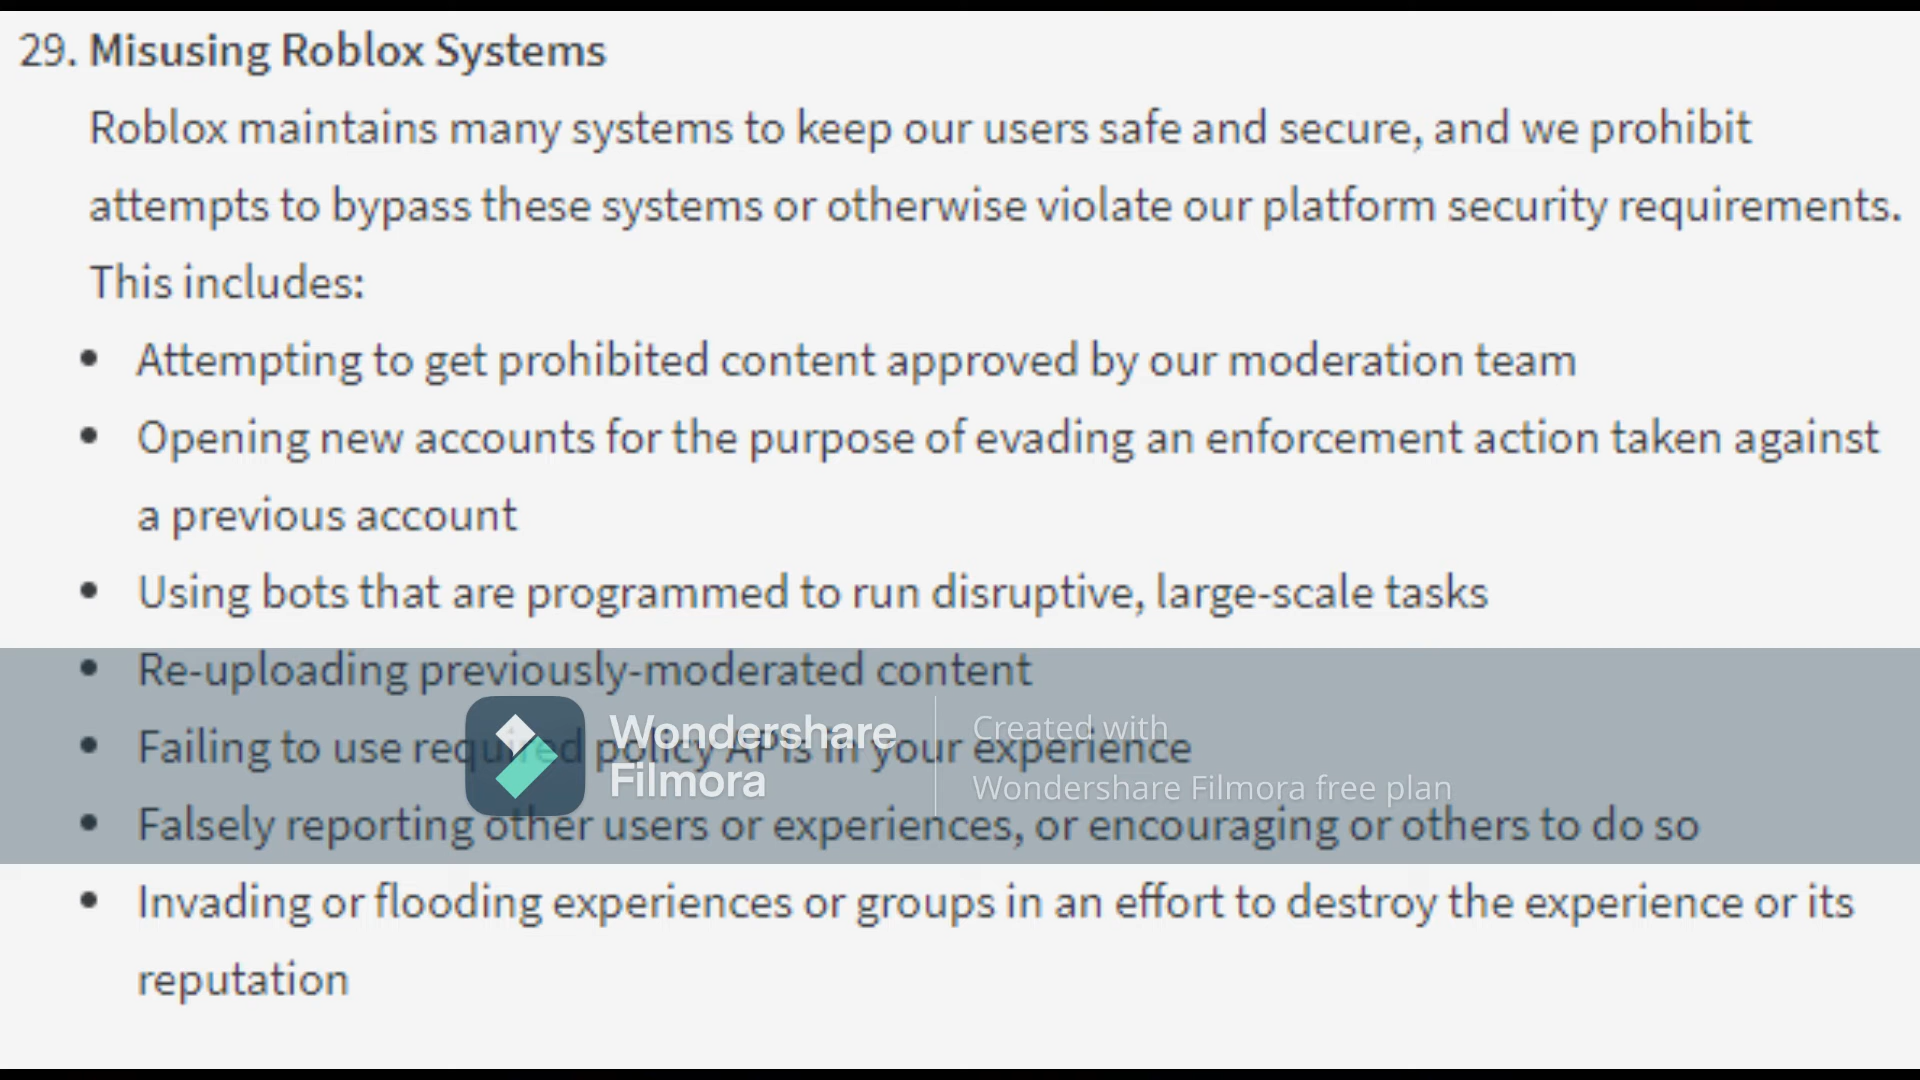 29. Misusing Roblox Systems
Roblox maintains many systems to keep our users safe and secure, and we prohibit
attempts to bypass these systems or otherwise violate our platform security requirements.
This includes:
• Attempting to get prohibited content approved by our moderation team
• Opening new accounts for the purpose of evading an enforcement action taken against
a previous account
• Using bots that are programmed to run disruptive, large-scale tasks
• Re-uploading previously-moderated content
• Failing to use required policy APIs in your experience
Wondershare
Filmora
Created with
Wondershare Filmora free plan
• Falsely reporting other users or experiences, or encouraging or others to do so
• Invading or flooding experiences or groups in an effort to destroy the experience or its
reputation